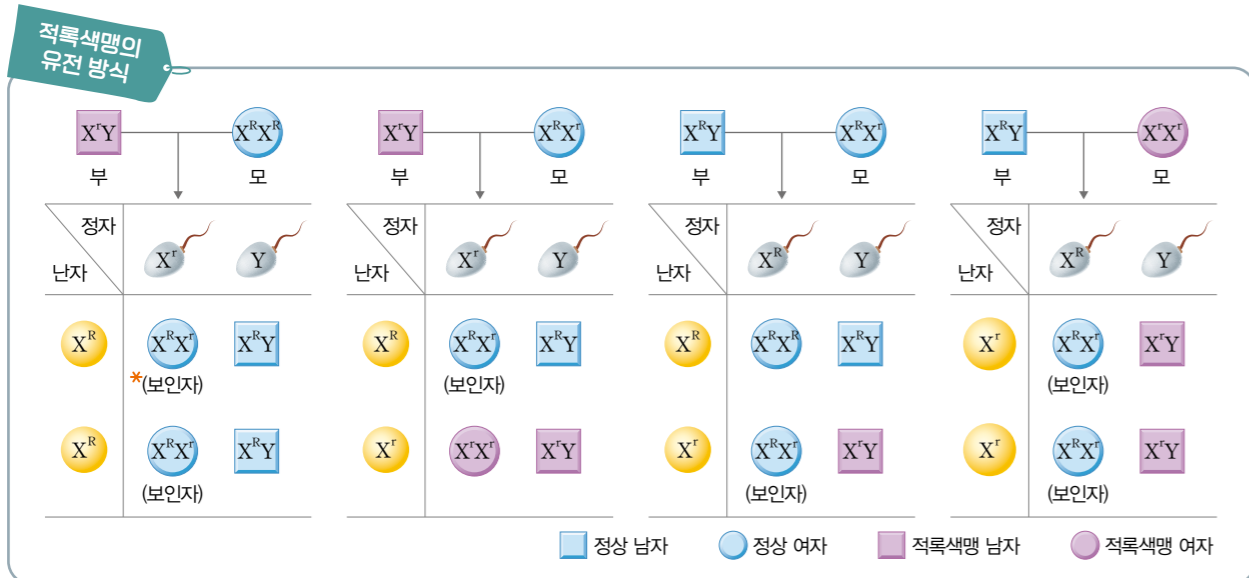 적록색맹의
유전 방식
XʳY XᴿXᴿ XʳY XᴿXʳ XᴿY XᴿXʳ XᴿY XʳXʳ
부 모 부 모 부 모 부 모
정자 정자 정자 정자
Xʳ Y Xʳ Y Xᴿ Y Xᴿ Y
난자 난자 난자 난자
Xᴿ XᴿXʳ XᴿY Xᴿ XᴿXʳ XᴿY Xᴿ XᴿXᴿ XᴿY Xʳ XᴿXʳ XʳY
*(보인자) (보인자) (보인자)
Xᴿ XᴿXʳ XᴿY Xʳ XʳXʳ XʳY Xʳ XᴿXʳ XʳY Xʳ XᴿXʳ XʳY
(보인자) (보인자) (보인자)
정상 남자 정상 여자 적록색맹 남자 적록색맹 여자